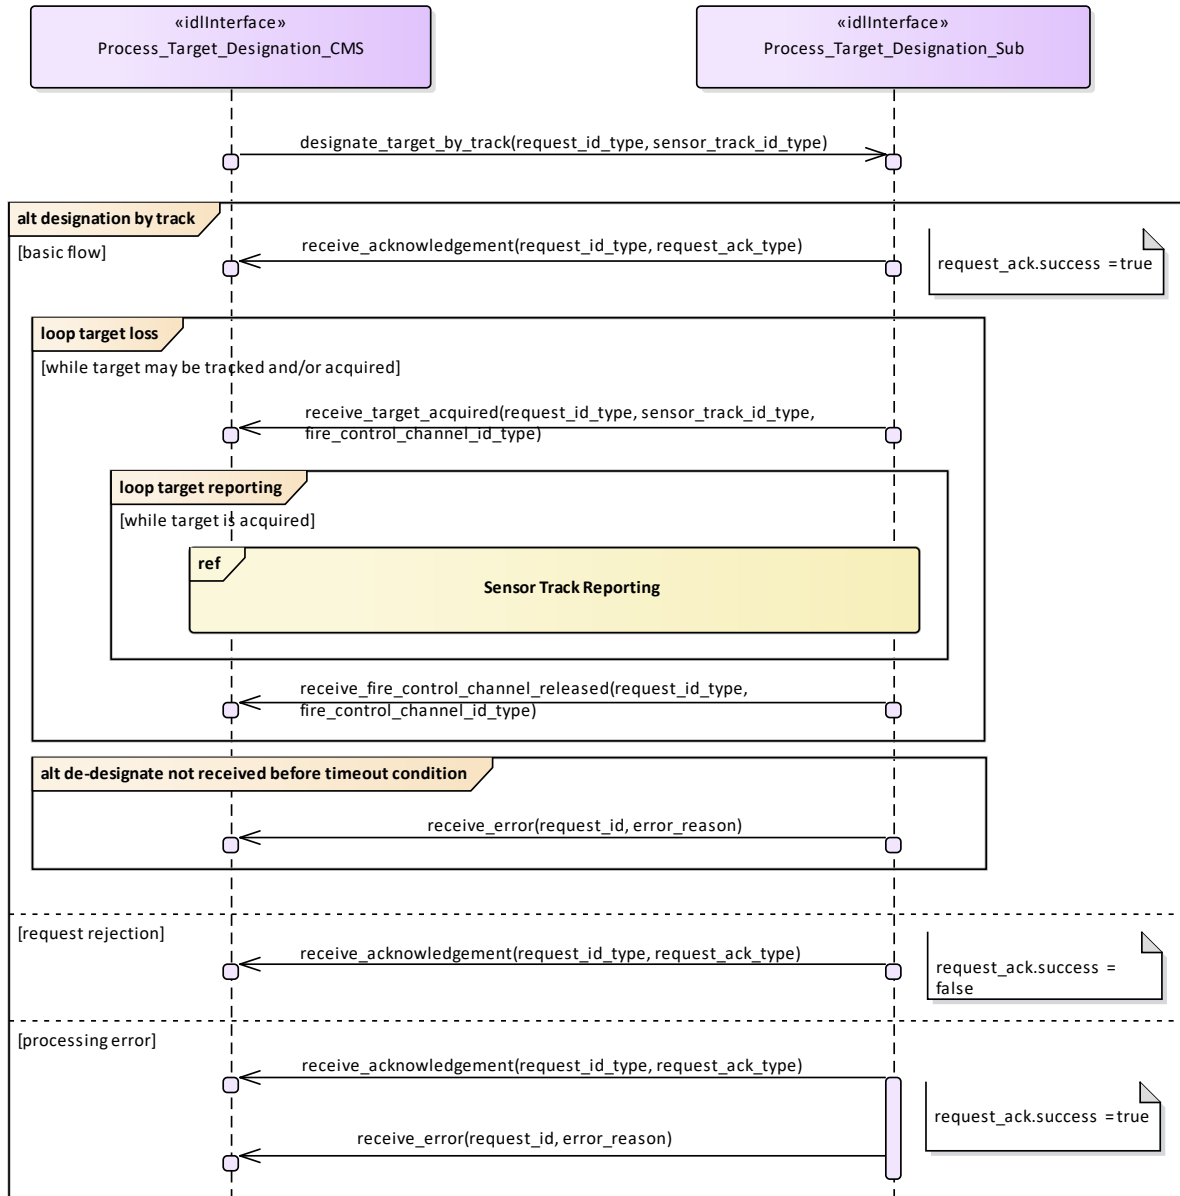 «idlInterface»
Process_Target_Designation_CMS
«idlInterface»
Process_Target_Designation_Sub
designate_target_by_track(request_id_type, sensor_track_id_type)
alt designation by track
[basic flow]
receive_acknowledgement(request_id_type, request_ack_type)
request_ack.success =true
loop target loss
[while target may be tracked and/or acquired]
receive_target_acquired(request_id_type, sensor_track_id_type,
fire_control_channel_id_type)
loop target reporting
[while target is acquired]
ref
Sensor Track Reporting
receive_fire_control_channel_released(request_id_type,
fire_control_channel_id_type)
alt de-designate not received before timeout condition
receive_error(request_id, error_reason)
[request rejection]
receive_acknowledgement(request_id_type, request_ack_type)
request_ack.success =
false
[processing error]
receive_acknowledgement(request_id_type, request_ack_type)
request_ack.success =true
receive_error(request_id, error_reason)